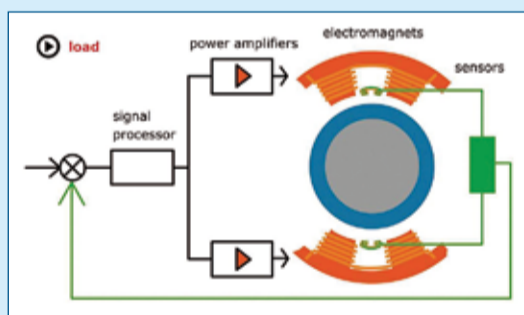 load
power amplifiers
electromagnets
sensors
signal
processor